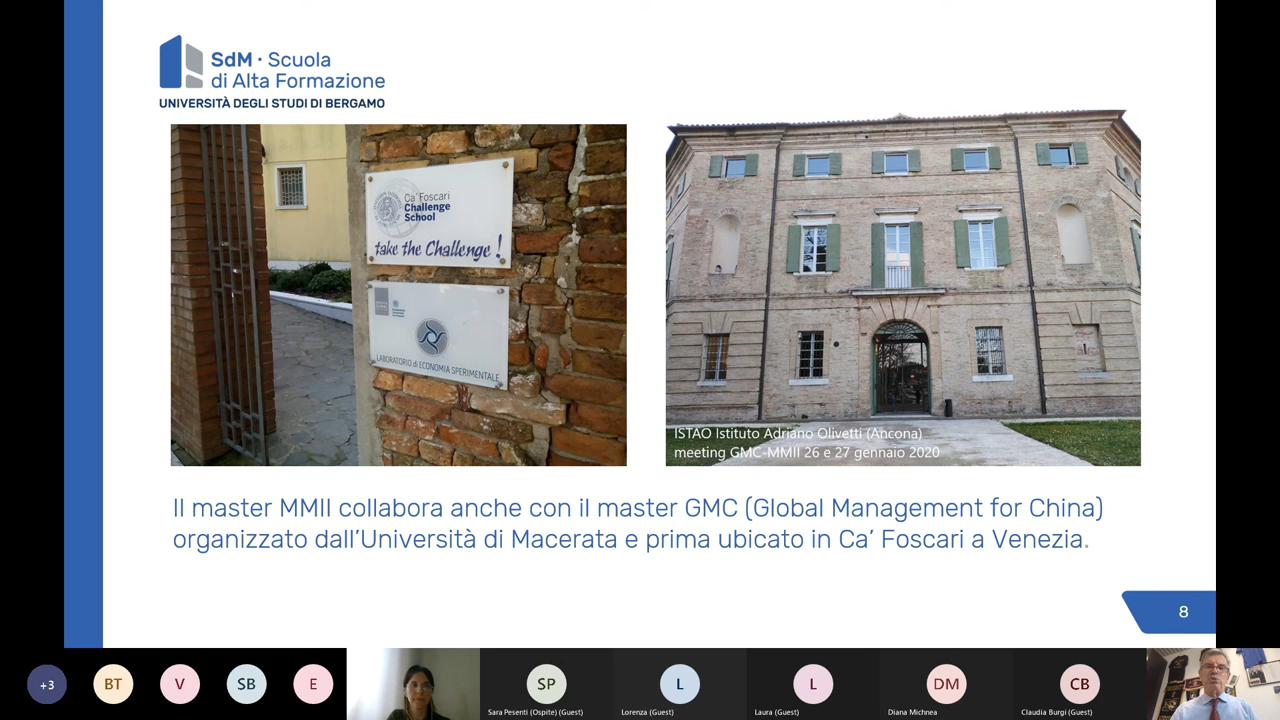 SdM · Scuola
di Alta Formazione
UNIVERSITÀ DEGLI STUDI DI BERGAMO
Ca' Foscari
Challenge
School
take the Challenge!
LABORATORIO di ECONOMIA SPERIMENTALE
ISTAO Istituto Adriano Olivetti (Ancona)
meeting GMC-MMII 26 e 27 gennaio 2020
Il master MMII collabora anche con il master GMC (Global Management for China)
organizzato dall'Università di Macerata e prima ubicato in Ca' Foscari a Venezia.
8
+3
BT
V
SB
E
SP
Sara Pesenti (Ospite) (Guest)
L
Lorenza (Guest)
L
Laura (Guest)
DM
Diana Michnea
CB
Claudia Burgi (Guest)